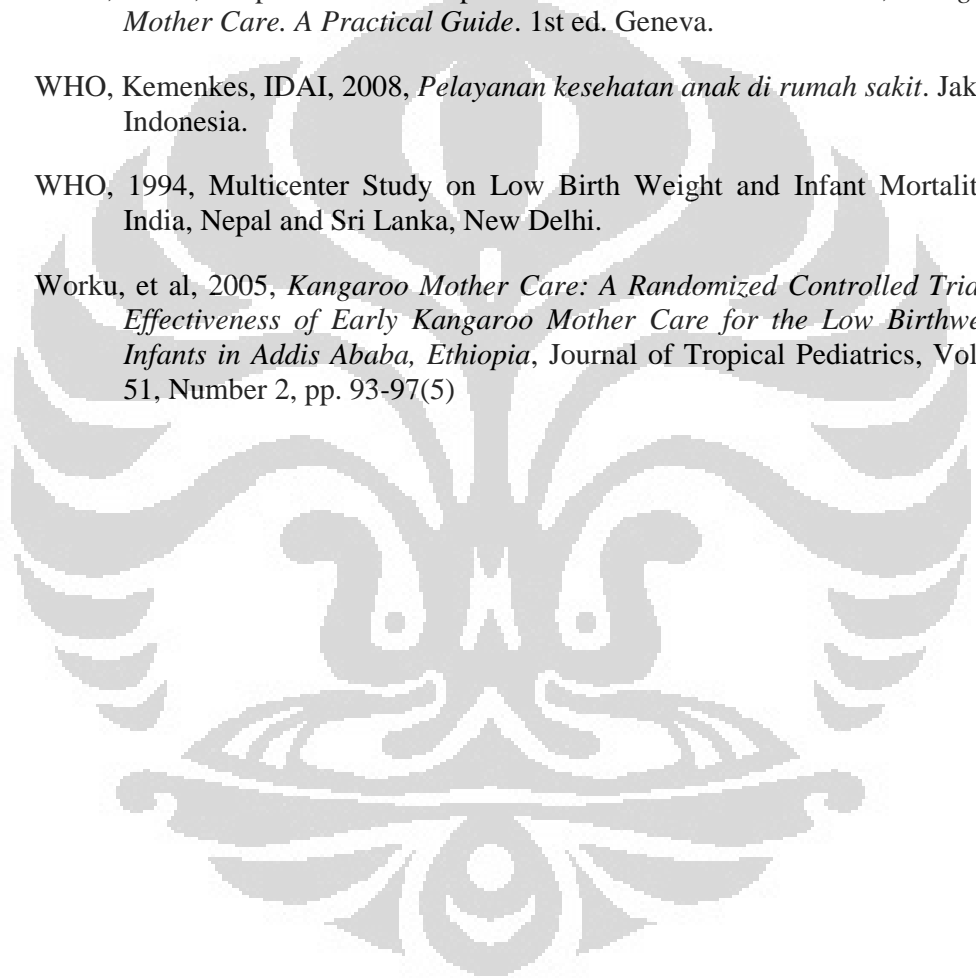 Mother Care. A Practical Guide. 1st ed. Geneva.
WHO, Kemenkes, IDAI, 2008, Pelayanan kesehatan anak di rumah sakit. Jak
Indonesia.
WHO, 1994, Multicenter Study on Low Birth Weight and Infant Mortalit
India, Nepal and Sri Lanka, New Delhi.
Worku, et al, 2005, Kangaroo Mother Care: A Randomized Controlled Tria
Effectiveness of Early Kangaroo Mother Care for the Low Birthwe
Infants in Addis Ababa, Ethiopia, Journal of Tropical Pediatrics, Vol
51, Number 2, pp. 93-97(5)